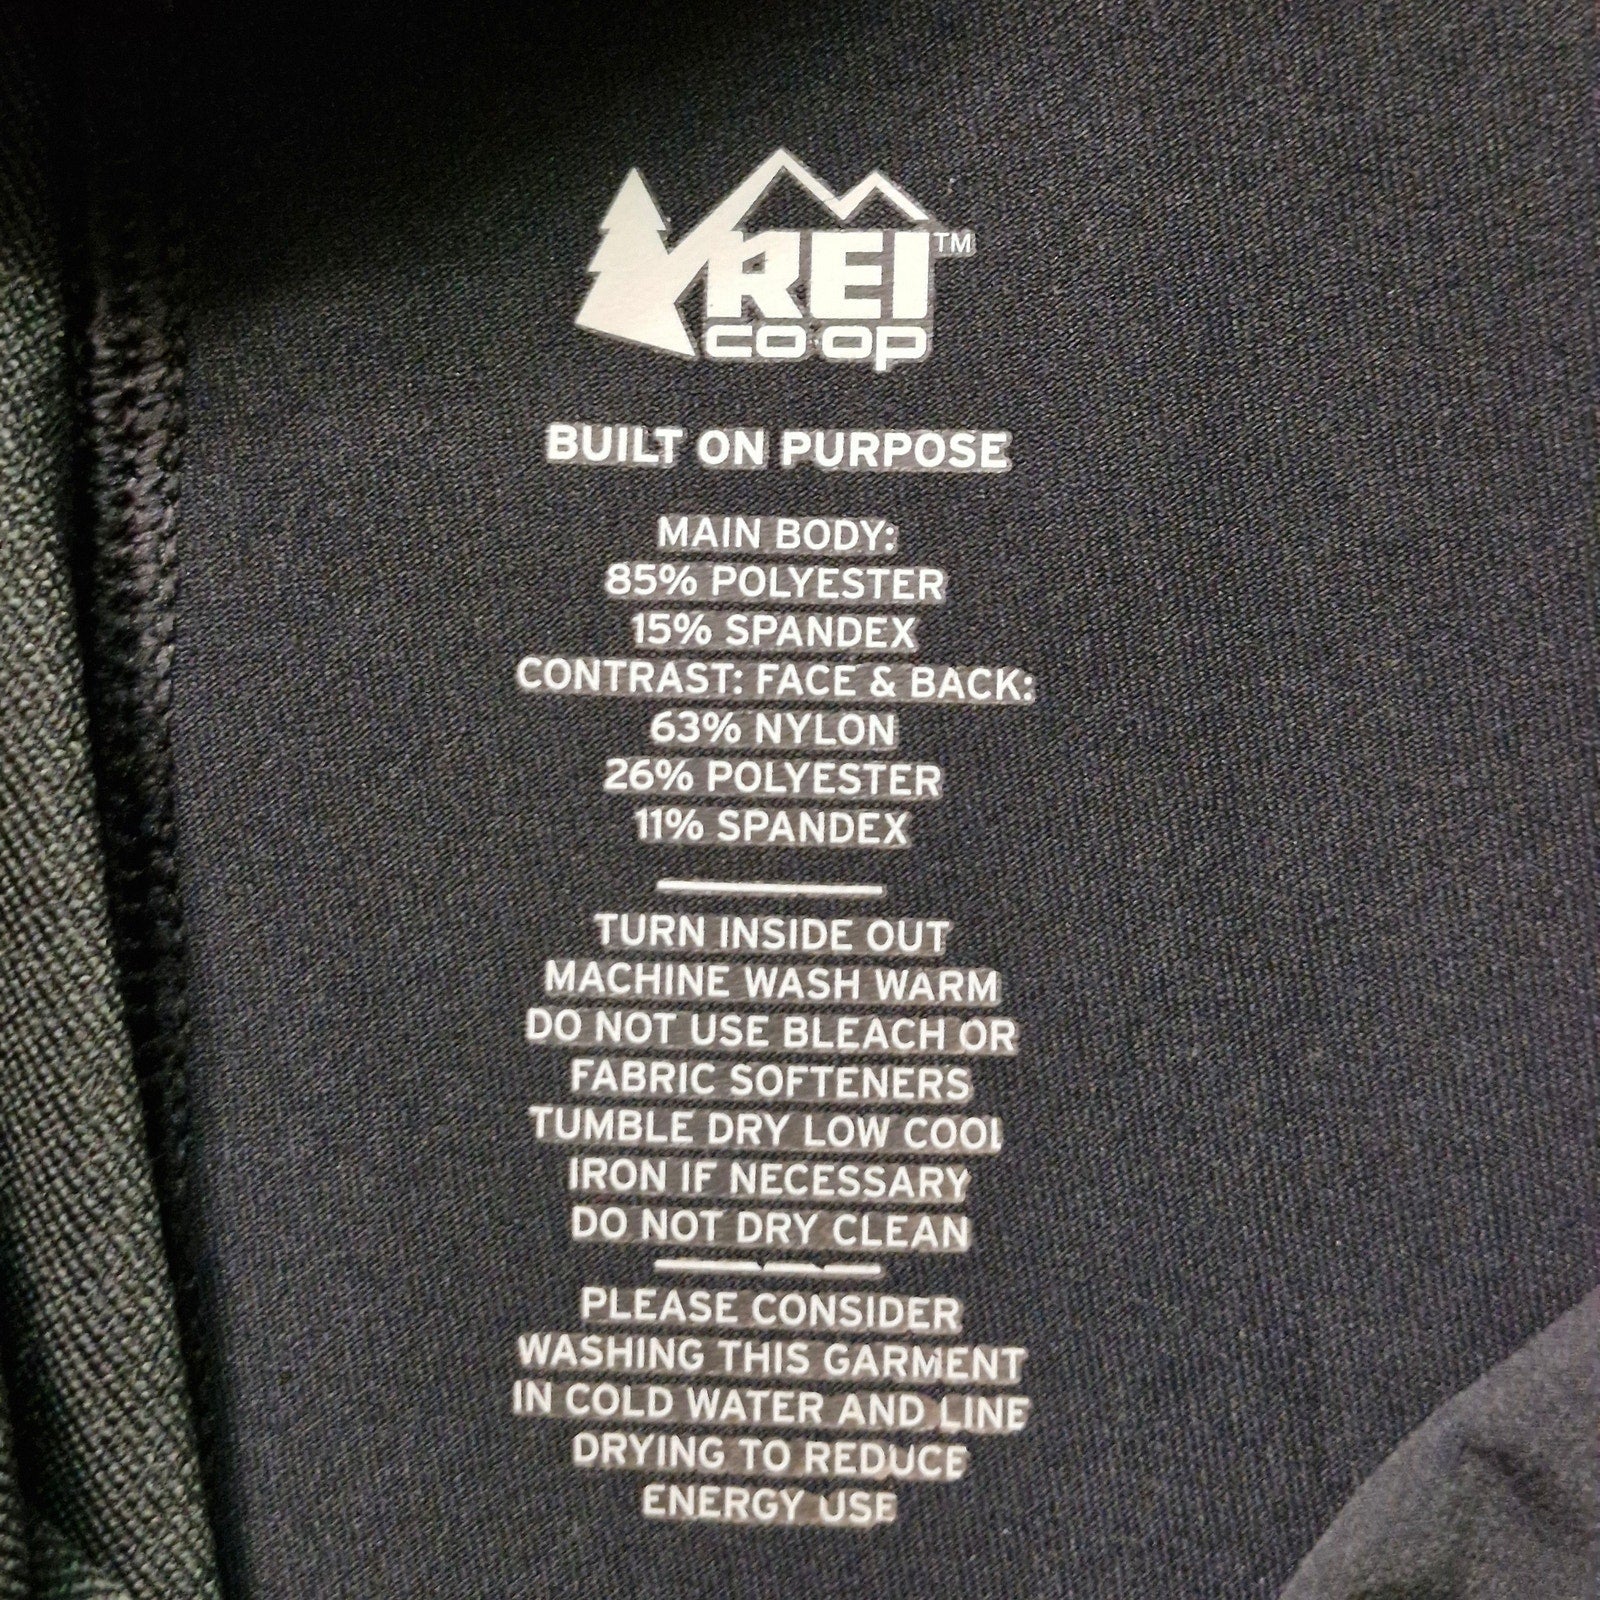 REI™
CO·OP
BUILT ON PURPOSE
MAIN BODY:
85% POLYESTER
15% SPANDEX
CONTRAST: FACE & BACK:
63% NYLON
26% POLYESTER
11% SPANDEX
TURN INSIDE OUT
MACHINE WASH WARM
DO NOT USE BLEACH OR
FABRIC SOFTENERS
TUMBLE DRY LOW COOL
IRON IF NECESSARY
DO NOT DRY CLEAN
PLEASE CONSIDER
WASHING THIS GARMENT
IN COLD WATER AND LINE
DRYING TO REDUCE
ENERGY USE